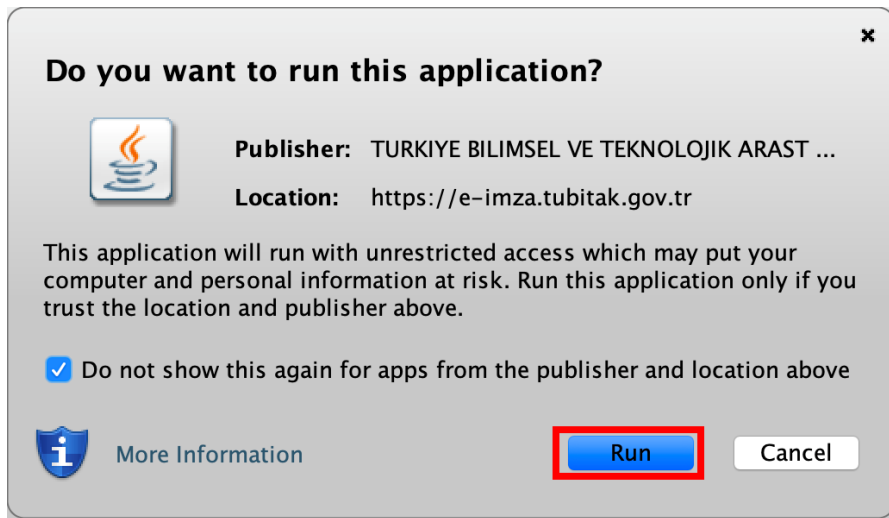 Do you want to run this application?
Publisher: TURKIYE BILIMSEL VE TEKNOLOJIK ARAST ...
Location: https://e-imza.tubitak.gov.tr
This application will run with unrestricted access which may put your
computer and personal information at risk. Run this application only if you
trust the location and publisher above.
Do not show this again for apps from the publisher and location above
More Information
Run
Cancel